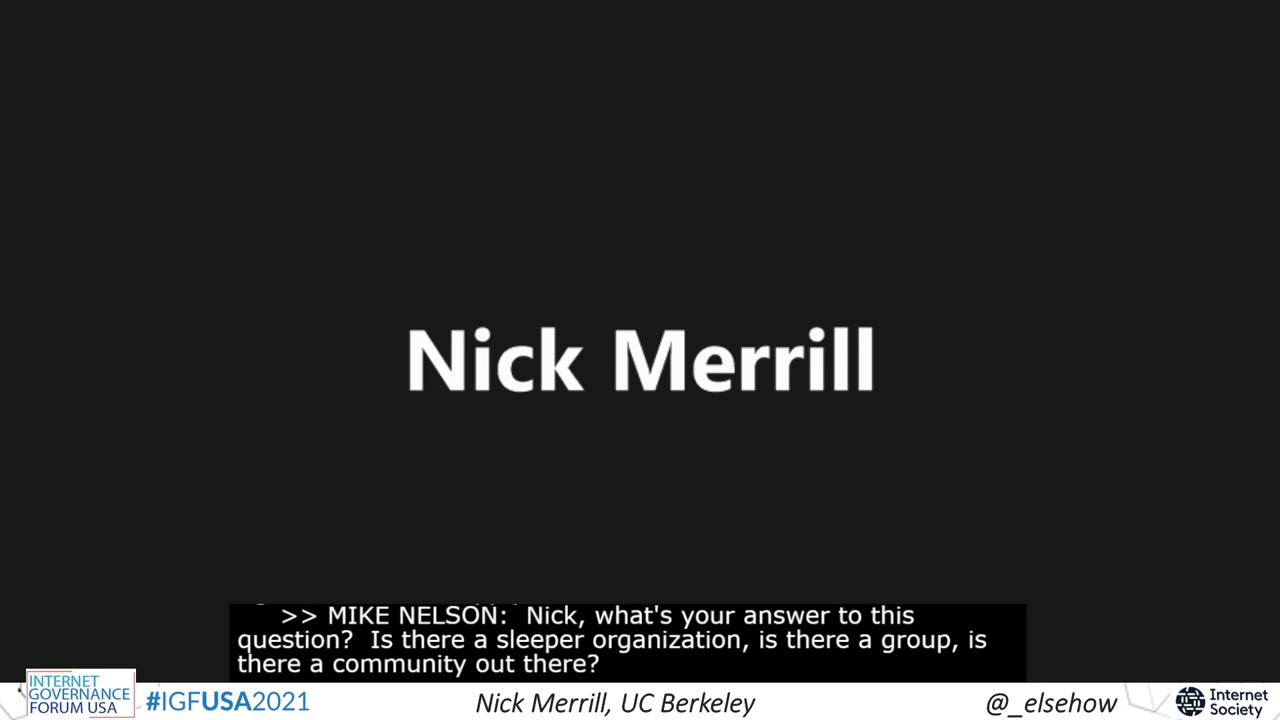 Nick Merrill
>> MIKE NELSON: Nick, what's your answer to this
question? Is there a sleeper organization, is there a group, is
there a community out there?
INTERNET
GOVERNANCE
FORUM USA
#IGFUSA2021
Nick Merrill, UC Berkeley
@_elsehow
Internet
Society